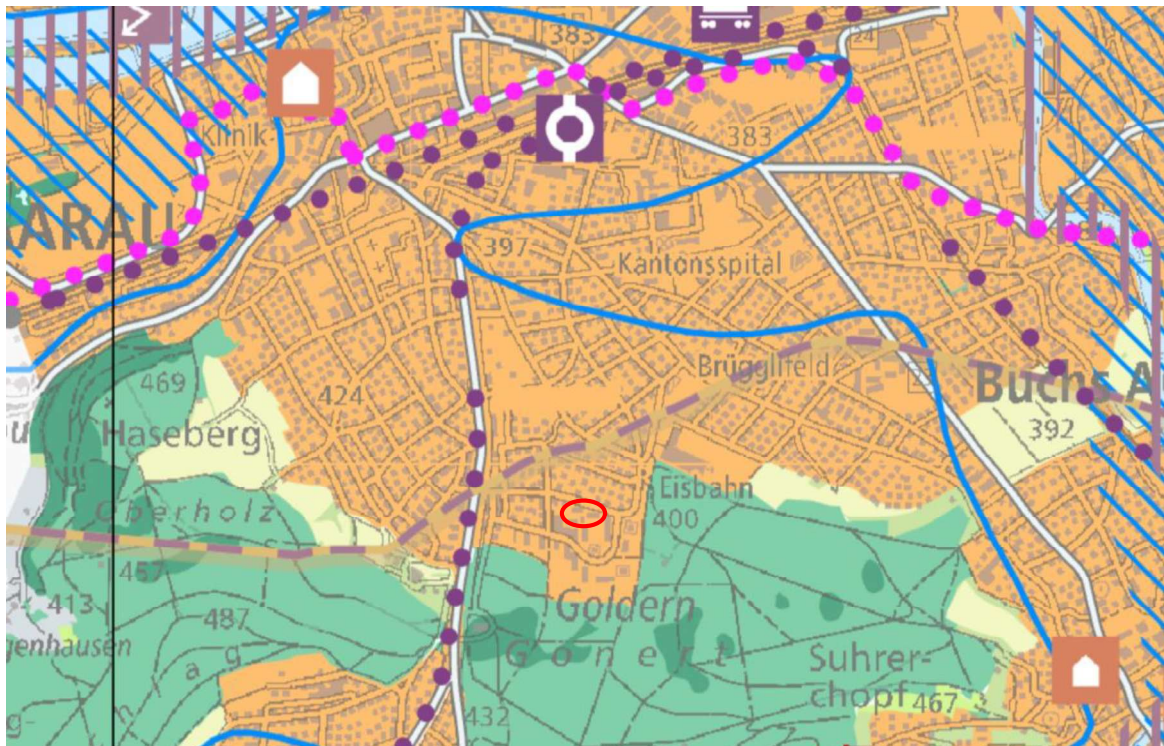 383
24
Klinik
383
ARAU
397
Kantonsspital
Brügglifeld
469
Buchs A
424
392
Haseberg
Eisbahn
Oberholz
400
457
487
413
Goldern
genhausen
G o n e r t
Suhrer-
a g
chopf 467
432